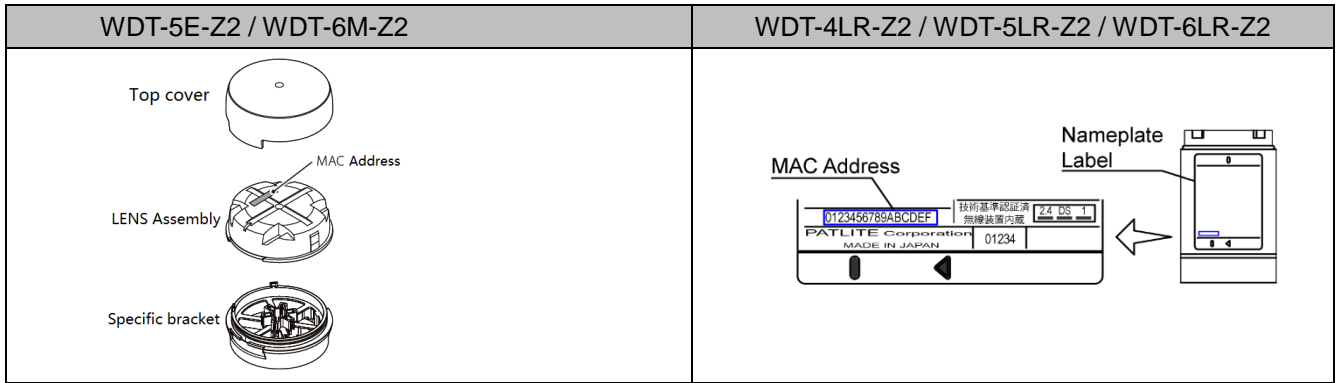 WDT-5E-Z2 / WDT-6M-Z2
WDT-4LR-Z2 / WDT-5LR-Z2 / WDT-6LR-Z2
Top cover
MAC Address
LENS Assembly
Specific bracket
Nameplate
Label
MAC Address
0123456789ABCDEF
技術基準認証済
無線装置内蔵
2.4 DS 1
PATLITE Corporation
MADE IN JAPAN
01234